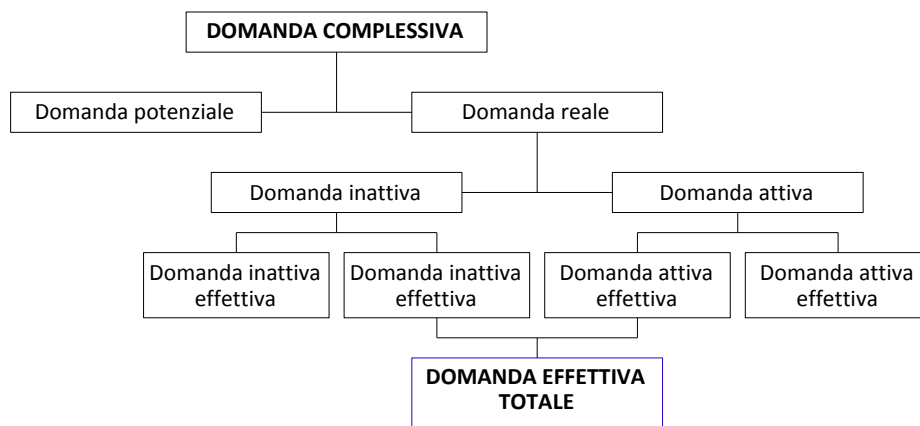 DOMANDA COMPLESSIVA
Domanda potenziale
Domanda reale
Domanda inattiva
Domanda attiva
Domanda inattiva
effettiva
Domanda inattiva
effettiva
Domanda attiva
effettiva
Domanda attiva
effettiva
DOMANDA EFFETTIVA
TOTALE